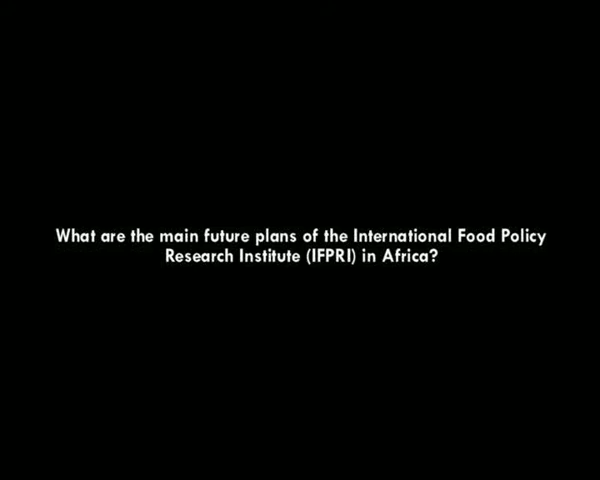 What are the main future plans of the International Food Policy
Research Institute (IFPRI) in Africa?